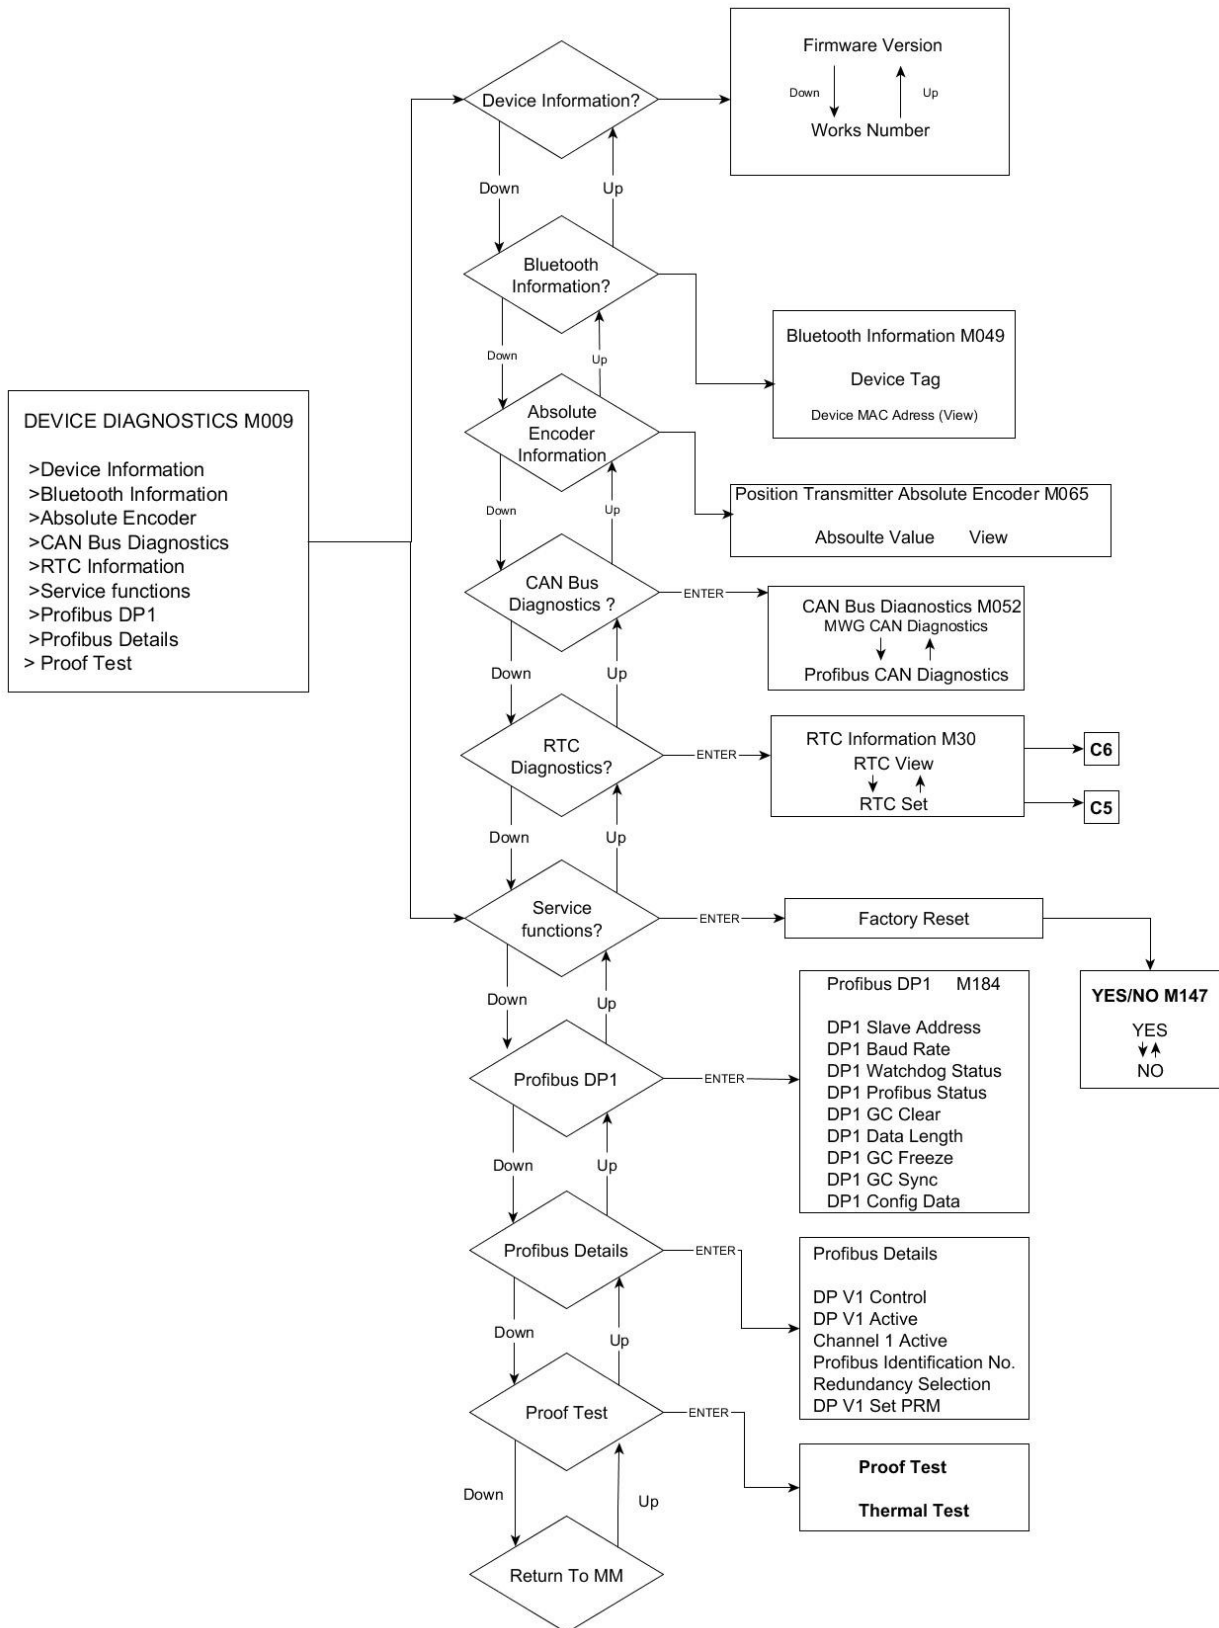 Firmware Version
Down
Up
Works Number
Device Information?
Down
Up
Bluetooth
Information?
Down
Up
Bluetooth Information M049
Device Tag
Device MAC Adress (View)
DEVICE DIAGNOSTICS M009
>Device Information
>Bluetooth Information
>Absolute Encoder
>CAN Bus Diagnostics
>RTC Information
>Service functions
>Profibus DP1
>Profibus Details
> Proof Test
Absolute
Encoder
Information
Down
Up
Position Transmitter Absolute Encoder M065
Absoulte Value View
CAN Bus
Diagnostics ?
ENTER
CAN Bus Diagnostics M052
MWG CAN Diagnostics
Profibus CAN Diagnostics
Down
Up
RTC
Diagnostics?
ENTER
RTC Information M30
RTC View
RTC Set
C6
C5
Down
Up
Service
functions?
ENTER
Factory Reset
YES/NO M147
YES
NO
Down
Up
Profibus DP1
ENTER
Profibus DP1 M184
DP1 Slave Address
DP1 Baud Rate
DP1 Watchdog Status
DP1 Profibus Status
DP1 GC Clear
DP1 Data Length
DP1 GC Freeze
DP1 GC Sync
DP1 Config Data
Down
Up
Profibus Details
ENTER
Profibus Details
DP V1 Control
DP V1 Active
Channel 1 Active
Profibus Identification No.
Redundancy Selection
DP V1 Set PRM
Down
Up
Proof Test
ENTER
Proof Test
Thermal Test
Down
Up
Return To MM